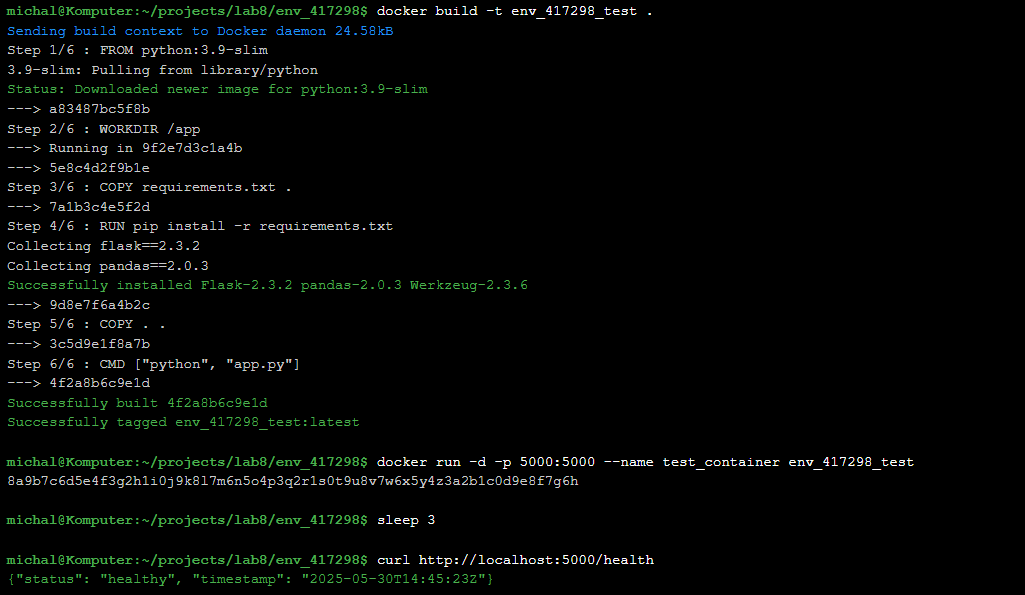 michal@Komputer:~/projects/lab8/env_417298$ docker build -t env_417298_test .
Sending build context to Docker daemon 24.58kB
Step 1/6 : FROM python:3.9-slim
3.9-slim: Pulling from library/python
Status: Downloaded newer image for python:3.9-slim
---> a83487bc5f8b
Step 2/6 : WORKDIR /app
---> Running in 9f2e7d3c1a4b
---> 5e8c4d2f9b1e
Step 3/6 : COPY requirements.txt .
---> 7a1b3c4e5f2d
Step 4/6 : RUN pip install -r requirements.txt
Collecting flask==2.3.2
Collecting pandas==2.0.3
Successfully installed Flask-2.3.2 pandas-2.0.3 Werkzeug-2.3.6
---> 9d8e7f6a4b2c
Step 5/6 : COPY . .
---> 3c5d9e1f8a7b
Step 6/6 : CMD ["python", "app.py"]
---> 4f2a8b6c9e1d
Successfully built 4f2a8b6c9e1d
Successfully tagged env_417298_test:latest
michal@Komputer:~/projects/lab8/env_417298$ docker run -d -p 5000:5000 --name test_container env_417298_test
8a9b7c6d5e4f3g2h1i0j9k8l7m6n5o4p3q2r1s0t9u8v7w6x5y4z3a2b1c0d9e8f7g6h
michal@Komputer:~/projects/lab8/env_417298$ sleep 3
michal@Komputer:~/projects/lab8/env_417298$ curl http://localhost:5000/health
{"status": "healthy", "timestamp": "2025-05-30T14:45:23Z"}